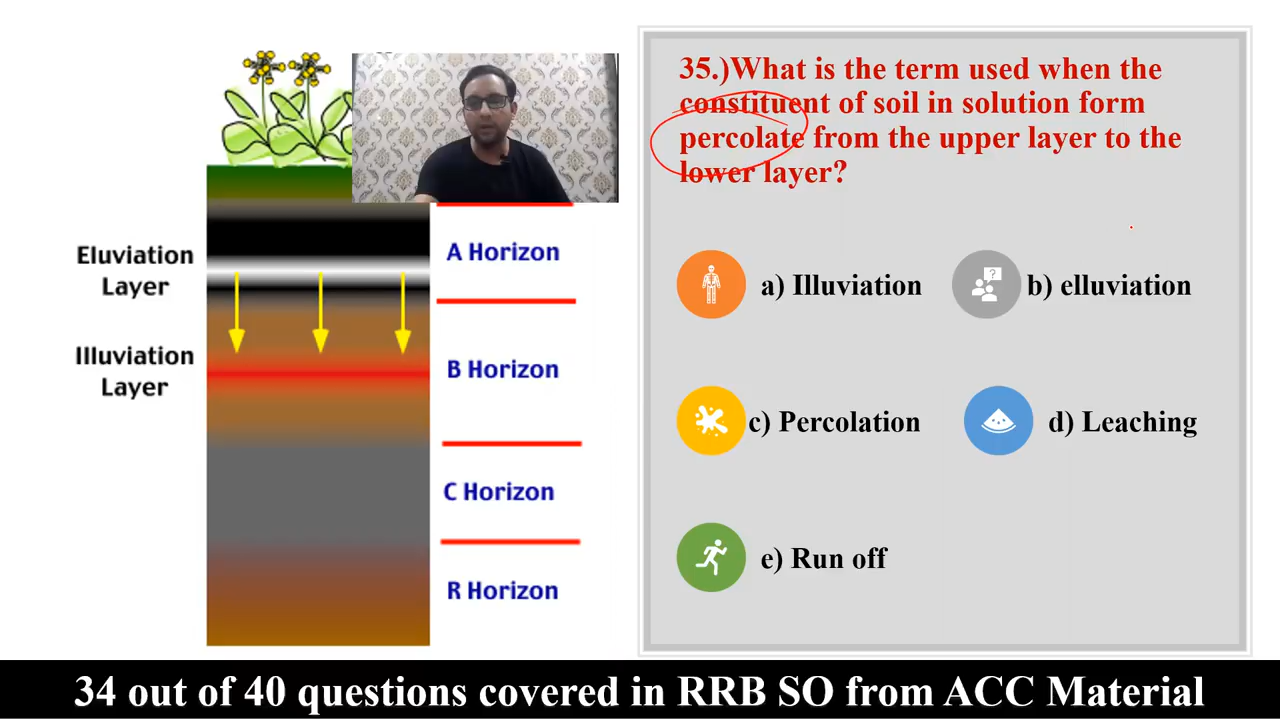 Eluviation
Layer
Illuviation
Layer
A Horizon
B Horizon
C Horizon
R Horizon
35.)What is the term used when the
constituent of soil in solution form
percolate from the upper layer to the
lower layer?
a) Illuviation
b) elluviation
c) Percolation
d) Leaching
e) Run off
?
34 out of 40 questions covered in RRB SO from ACC Material